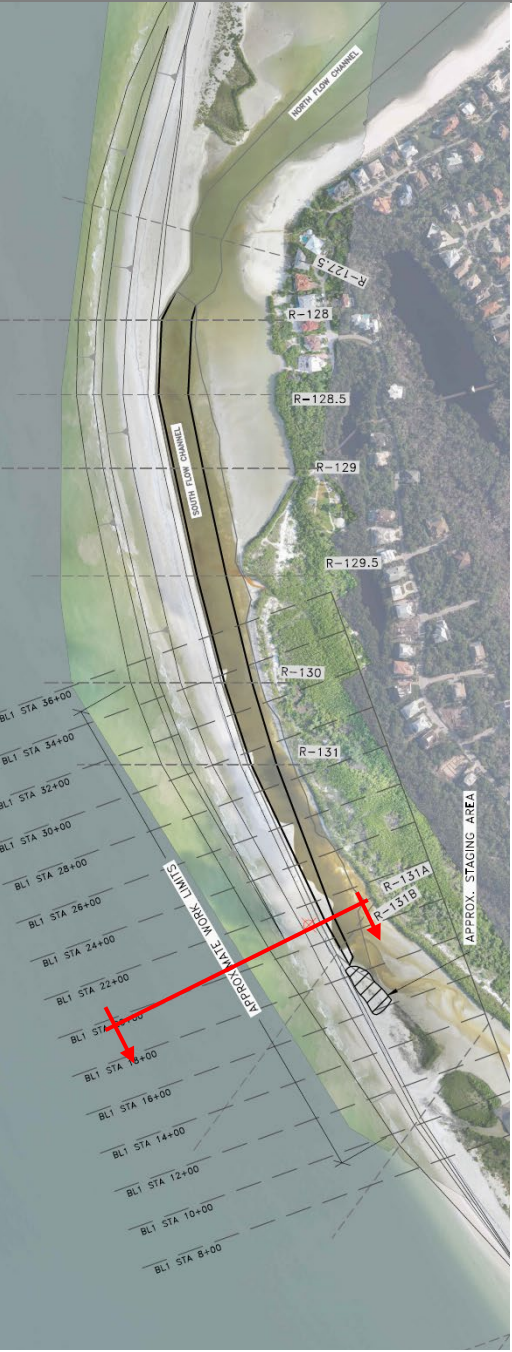 NORTH FLOW CHANNEL
R-127.5
R-128
R-128.5
SOUTH FLOW CHANNEL
R-129
R-129.5
R-130
BL1 STA 36+00
BL1 STA 34+00
R-131
BL1 STA 32+00
BL1 STA 30+00
BL1 STA 28+00
APPROX. STAGING AREA
APPROXIMATE WORK LIMITS
R-131A
R-131B
BL1 STA 26+00
BL1 STA 24+00
BL1 STA 22+00
BL1 STA 20+00
BL1 STA 18+00
BL1 STA 16+00
BL1 STA 14+00
BL1 STA 12+00
BL1 STA 10+00
BL1 STA 8+00